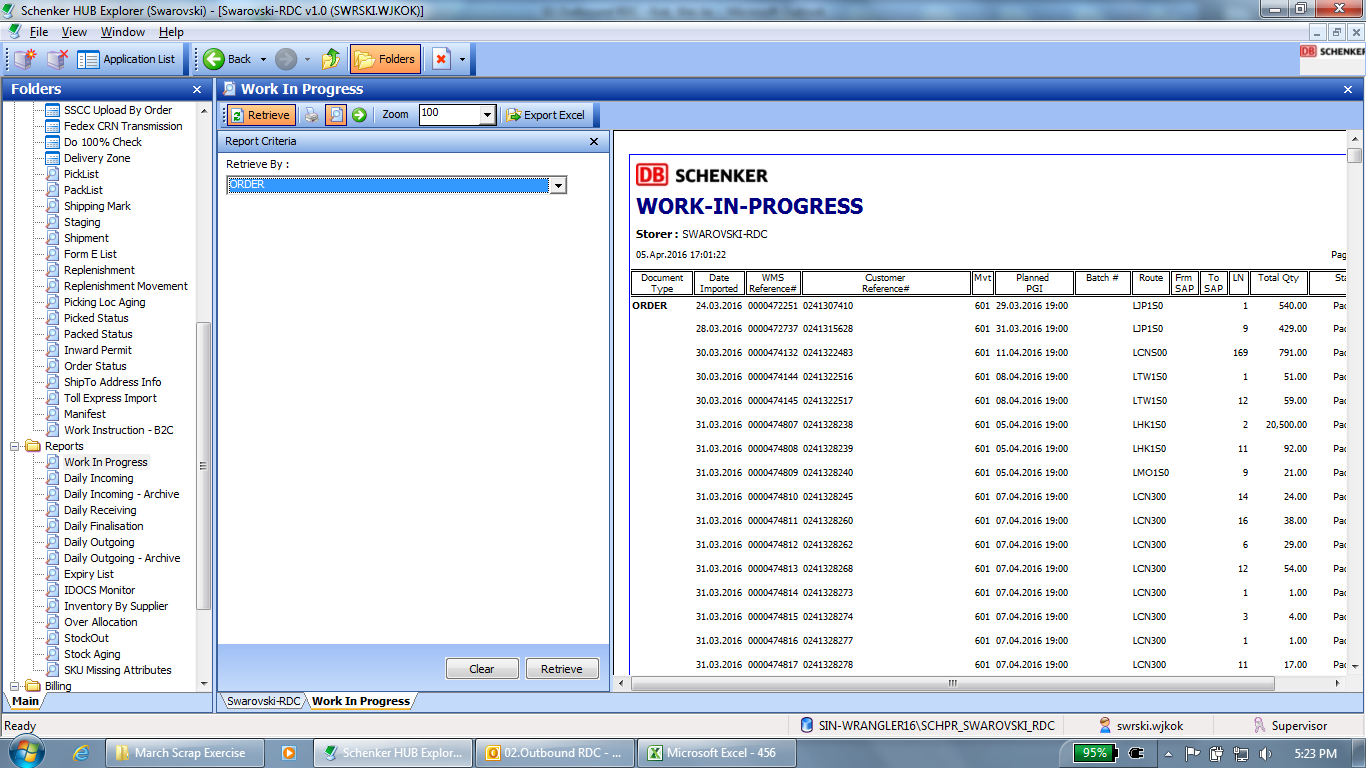 Schenker HUB Explorer (Swarovski) - [Swarovski-RDC v1.0 (SWRSKI.WJKOK)]
File View Window Help
Application List Back Folders DB SCHENKER
Folders
SSCC Upload By Order
Fedex CRN Transmission
Do 100% Check
Delivery Zone
PickList
PackList
Shipping Mark
Staging
Shipment
Form E List
Replenishment
Replenishment Movement
Picking Loc Aging
Picked Status
Packed Status
Inward Permit
Order Status
ShipTo Address Info
Toll Express Import
Manifest
Work Instruction - B2C
Reports
Work In Progress
Daily Incoming
Daily Incoming - Archive
Daily Receiving
Daily Finalisation
Daily Outgoing
Daily Outgoing - Archive
Expiry List
IDOCS Monitor
Inventory By Supplier
Over Allocation
StockOut
Stock Aging
SKU Missing Attributes
Billing
Main
Work In Progress
Retrieve Zoom 100 Export Excel
Report Criteria
Retrieve By :
ORDER
Clear Retrieve
DB SCHENKER
WORK-IN-PROGRESS
Storer : SWAROVSKI-RDC
05.Apr.2016 17:01:22 Pag
Document Date WMS Customer Mvt Planned Batch # Route Frm To LN Total Qty Sta
Type Imported Reference# Reference# PGI SAP SAP
ORDER 24.03.2016 0000472251 0241307410 601 29.03.2016 19:00 LJP1S0 1 540.00 Pac
28.03.2016 0000472737 0241315628 601 31.03.2016 19:00 LJP1S0 9 429.00 Pac
30.03.2016 0000474132 0241322483 601 11.04.2016 19:00 LCNS00 169 791.00 Pac
30.03.2016 0000474144 0241322516 601 08.04.2016 19:00 LTW1S0 1 51.00 Pac
30.03.2016 0000474145 0241322517 601 08.04.2016 19:00 LTW1S0 12 59.00 Pac
31.03.2016 0000474807 0241328238 601 05.04.2016 19:00 LHK1S0 2 20,500.00 Pac
31.03.2016 0000474808 0241328239 601 05.04.2016 19:00 LHK1S0 11 92.00 Pac
31.03.2016 0000474809 0241328240 601 05.04.2016 19:00 LMO1S0 9 21.00 Pac
31.03.2016 0000474810 0241328245 601 07.04.2016 19:00 LCN300 14 24.00 Pac
31.03.2016 0000474811 0241328260 601 07.04.2016 19:00 LCN300 16 38.00 Pac
31.03.2016 0000474812 0241328262 601 07.04.2016 19:00 LCN300 6 29.00 Pac
31.03.2016 0000474813 0241328268 601 07.04.2016 19:00 LCN300 12 54.00 Pac
31.03.2016 0000474814 0241328273 601 07.04.2016 19:00 LCN300 1 1.00 Pac
31.03.2016 0000474815 0241328274 601 07.04.2016 19:00 LCN300 3 4.00 Pac
31.03.2016 0000474816 0241328277 601 07.04.2016 19:00 LCN300 1 1.00 Pac
31.03.2016 0000474817 0241328278 601 07.04.2016 19:00 LCN300 11 17.00 Pac
Swarovski-RDC Work In Progress
Ready SIN-WRANGLER16\SCHPR_SWAROVSKI_RDC swrski.wjkok Supervisor
March Scrap Exercise Schenker HUB Explor... 02.Outbound RDC - ... Microsoft Excel - 456 95% 5:23 PM